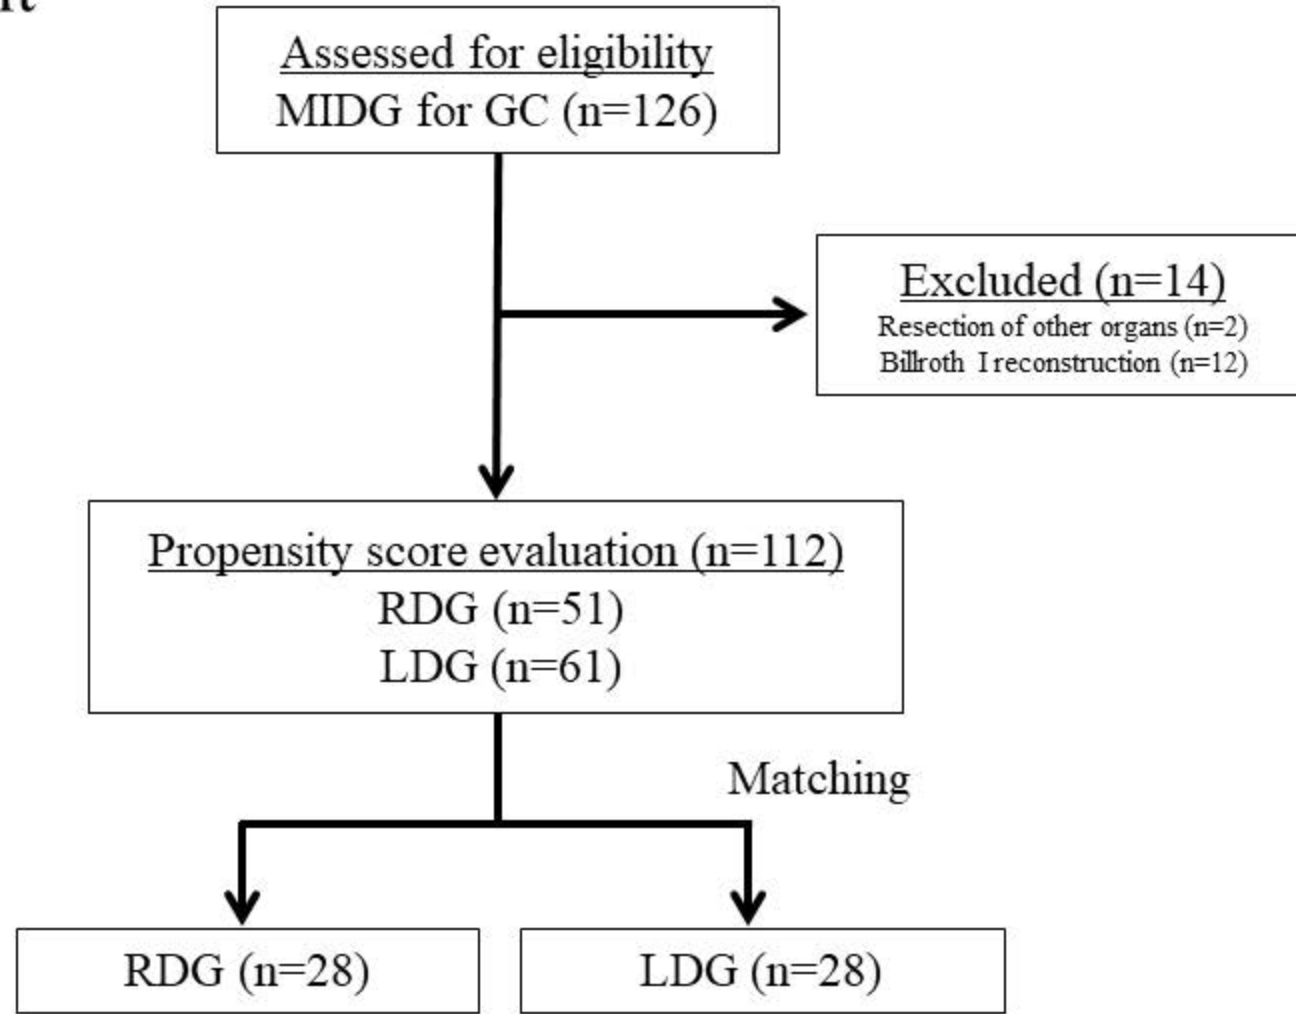 Assessed for eligibility
MIDG for GC (n=126)
Excluded (n=14)
Resection of other organs (n=2)
Billroth I reconstruction (n=12)
Propensity score evaluation (n=112)
RDG (n=51)
LDG (n=61)
Matching
RDG (n=28)
LDG (n=28)